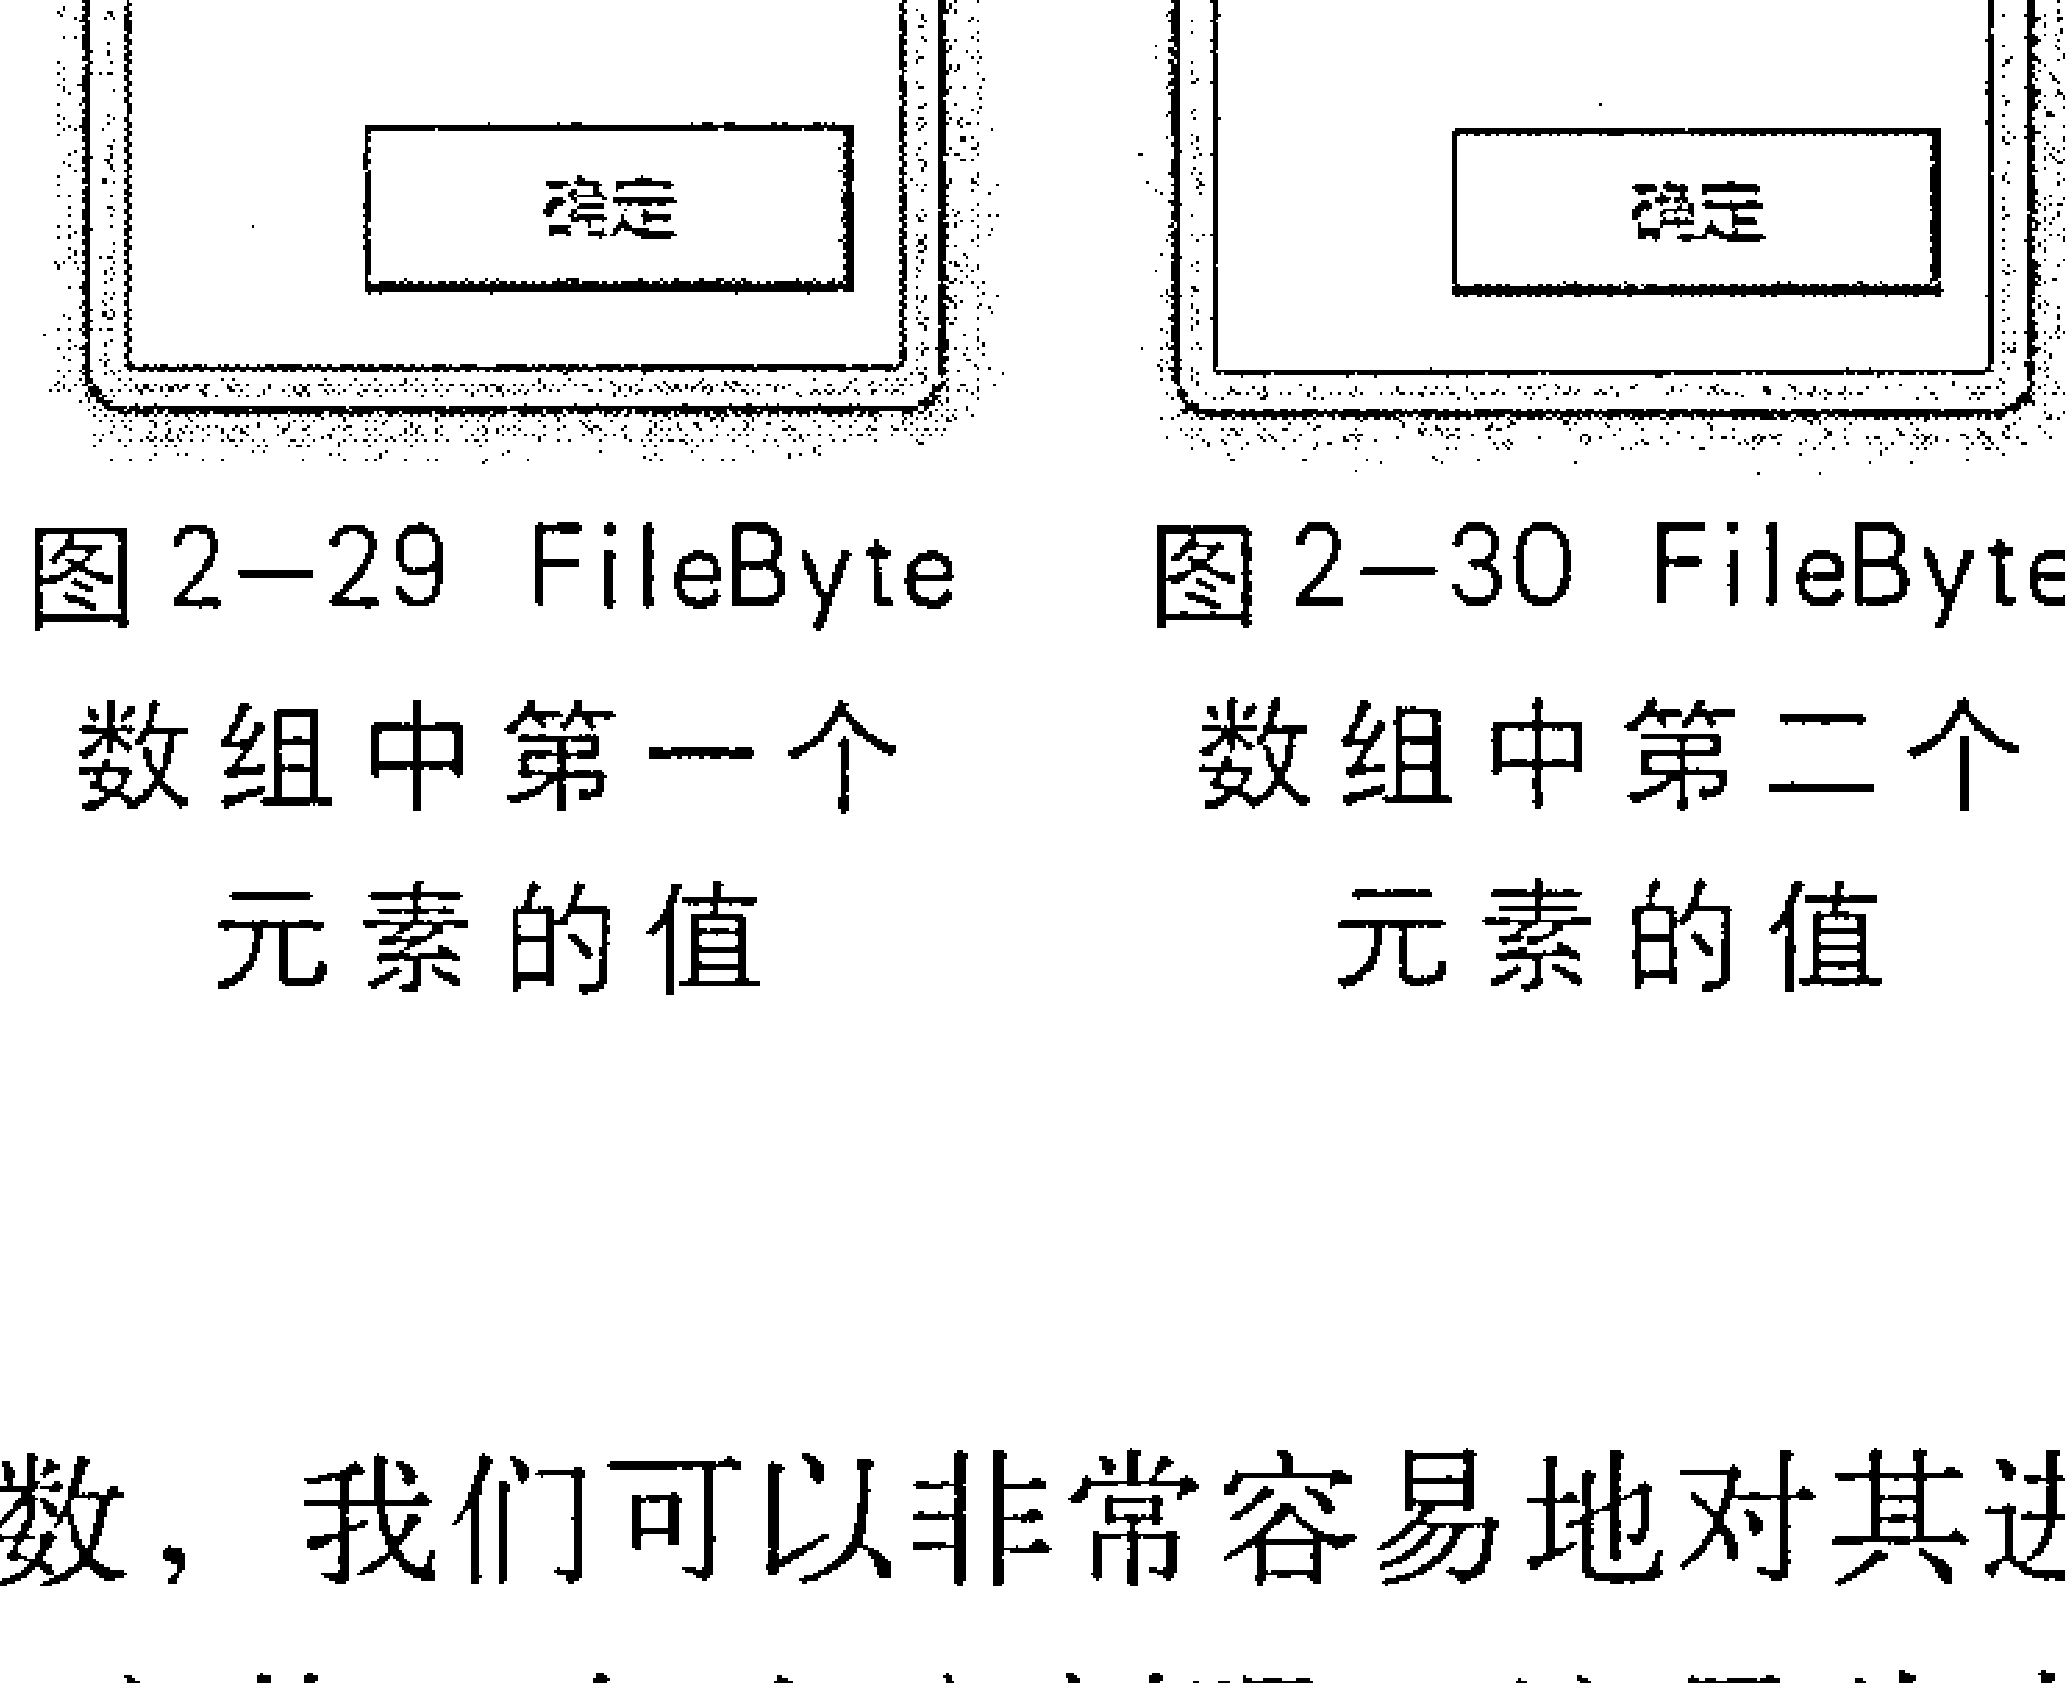 确定
确定
图2-29 FileByte
数组中第一个
元素的值
图2-30 FileByte
数组中第二个
元素的值
数，我们可以非常容易地对其进